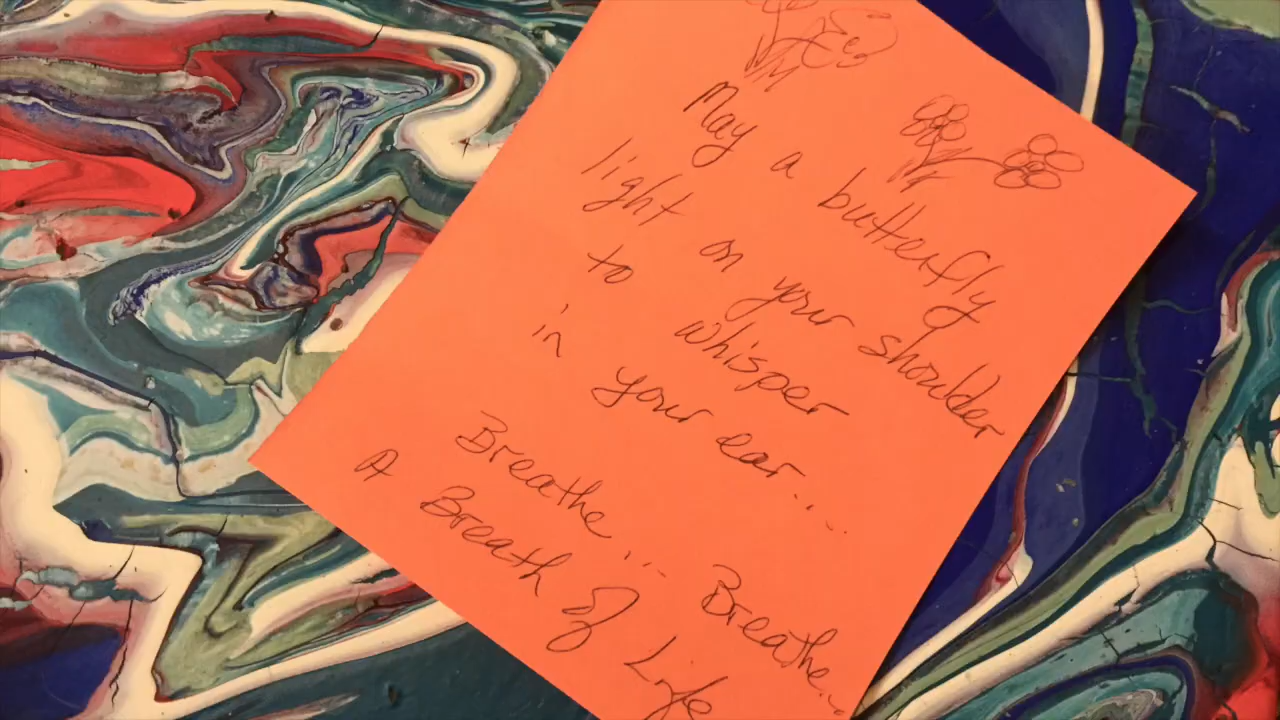 May a butterfly
light on your shoulder
to whisper
in your ear...
Breathe... Breathe...
A Breath of Life